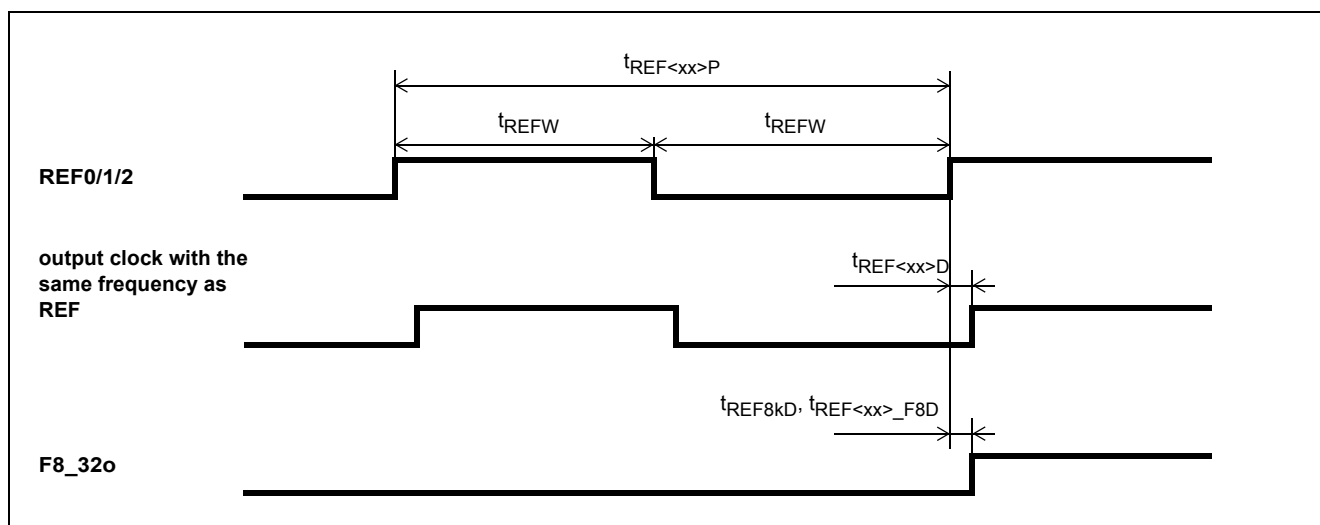 tREF<xx>P
tREFW tREFW
REF0/1/2
output clock with the
same frequency as
REF
tREF<xx>D
tREF8kD, tREF<xx>_F8D
F8_32o